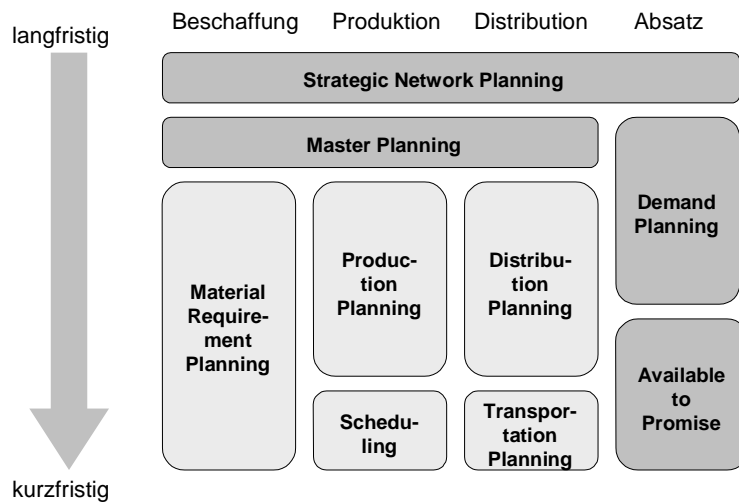 Beschaffung Produktion Distribution Absatz
langfristig
Strategic Network Planning
Master Planning
Demand
Planning
Material
Require-
ment
Planning
Produc-
tion
Planning
Distribu-
tion
Planning
Available
to
Promise
Schedu-
ling
Transpor-
tation
Planning
kurzfristig